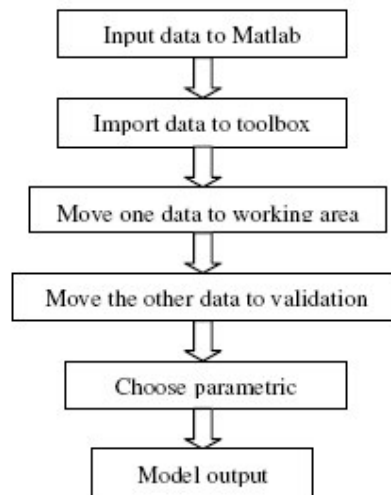 Input data to Matlab
Import data to toolbox
Move one data to working area
Move the other data to validation
Choose parametric
Model output